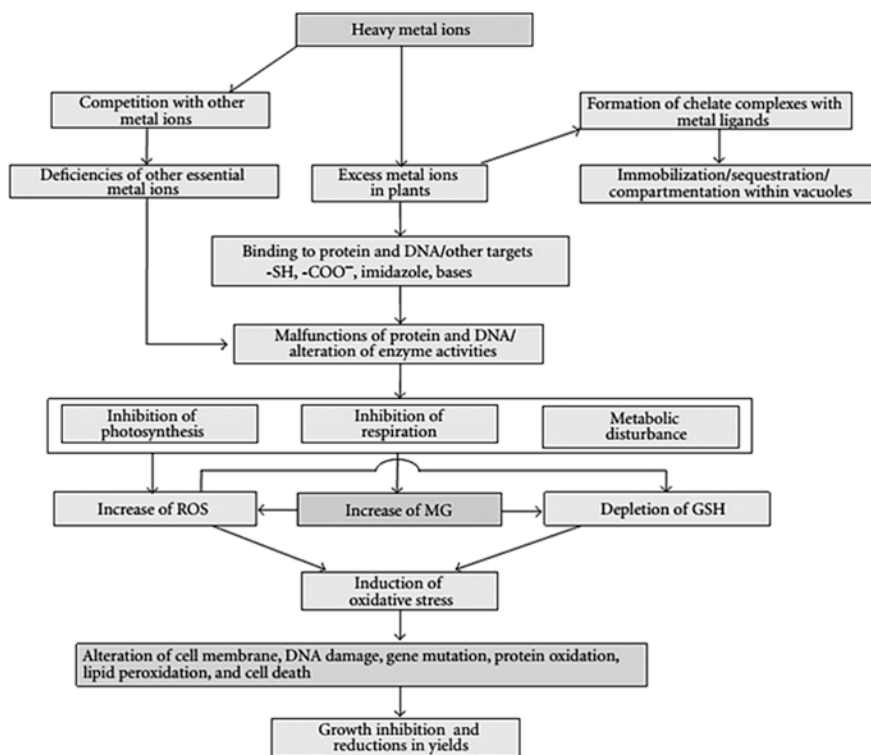 Heavy metal ions
Competition with other
metal ions
Formation of chelate complexes with
metal ligands
Deficiencies of other essential
metal ions
Excess metal ions
in plants
Immobilization/sequestration/
compartmentation within vacuoles
Binding to protein and DNA/other targets
-SH, -COO⁻, imidazole, bases
Malfunctions of protein and DNA/
alteration of enzyme activities
Inhibition of
photosynthesis
Inhibition of
respiration
Metabolic
disturbance
Increase of ROS
Increase of MG
Depletion of GSH
Induction of
oxidative stress
Alteration of cell membrane, DNA damage, gene mutation, protein oxidation,
lipid peroxidation, and cell death
Growth inhibition and
reductions in yields